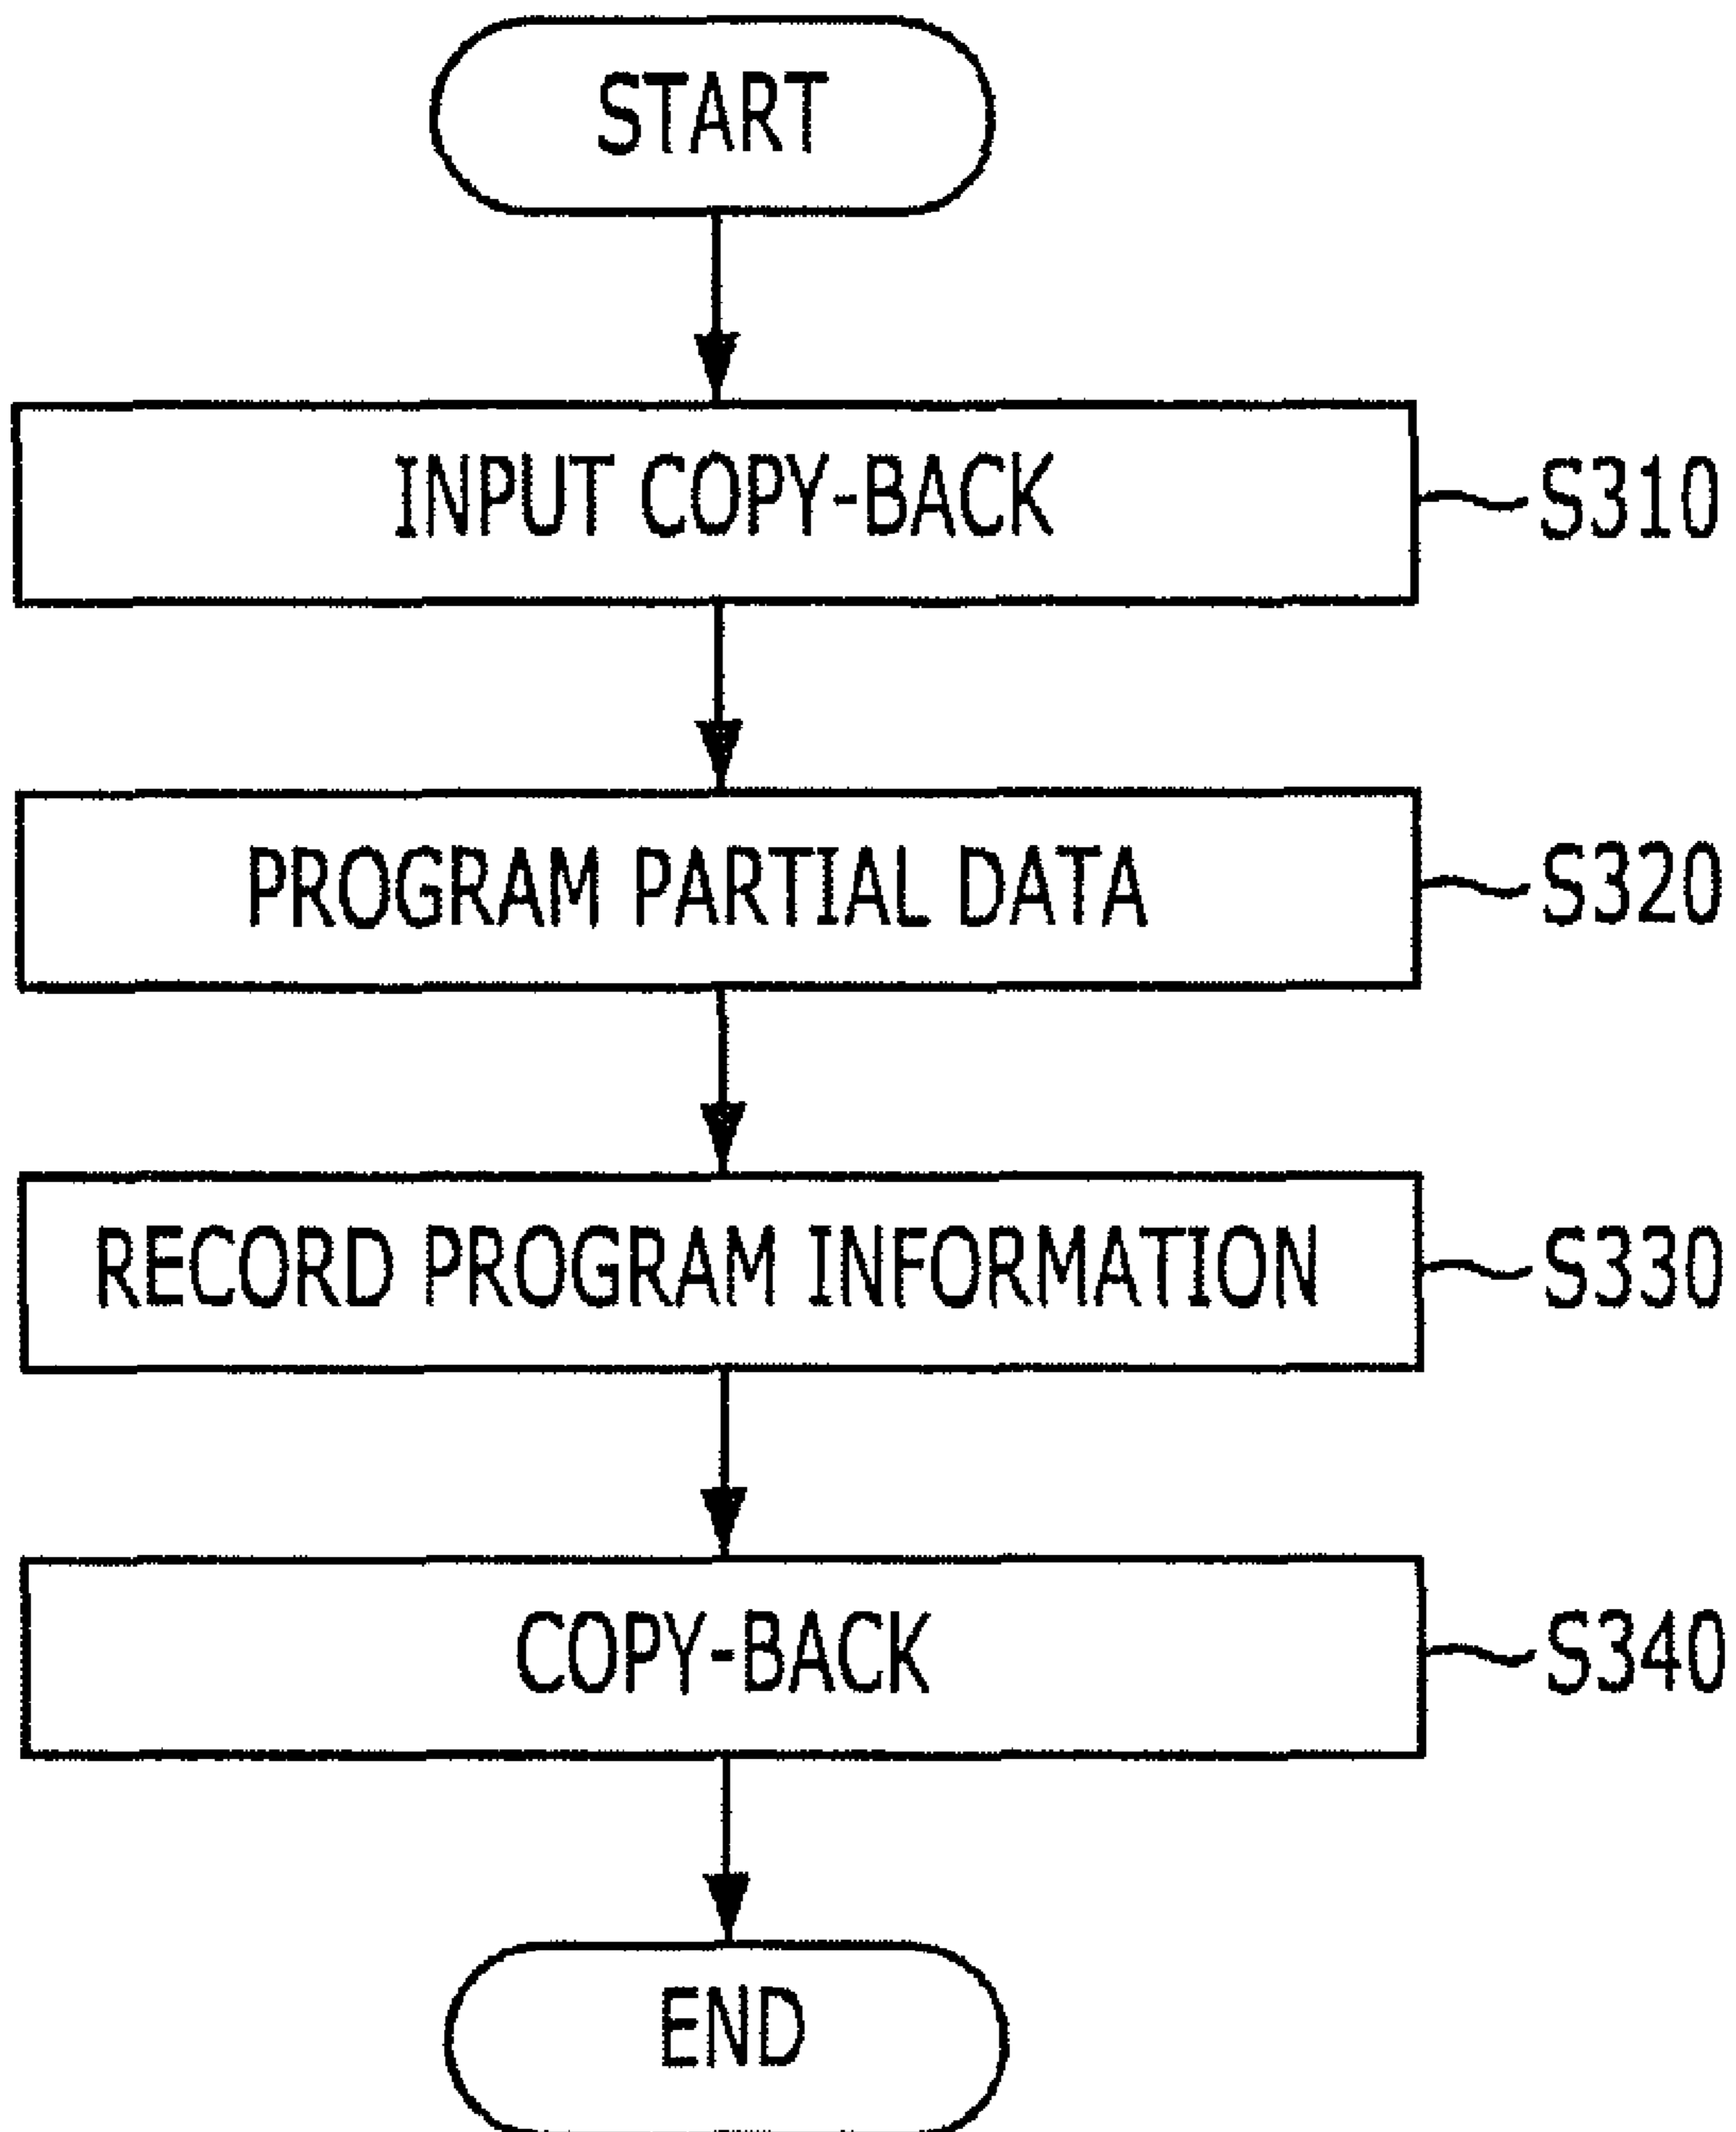 START
INPUT COPY-BACK
S310
PROGRAM PARTIAL DATA
S320
RECORD PROGRAM INFORMATION
S330
COPY-BACK
S340
END